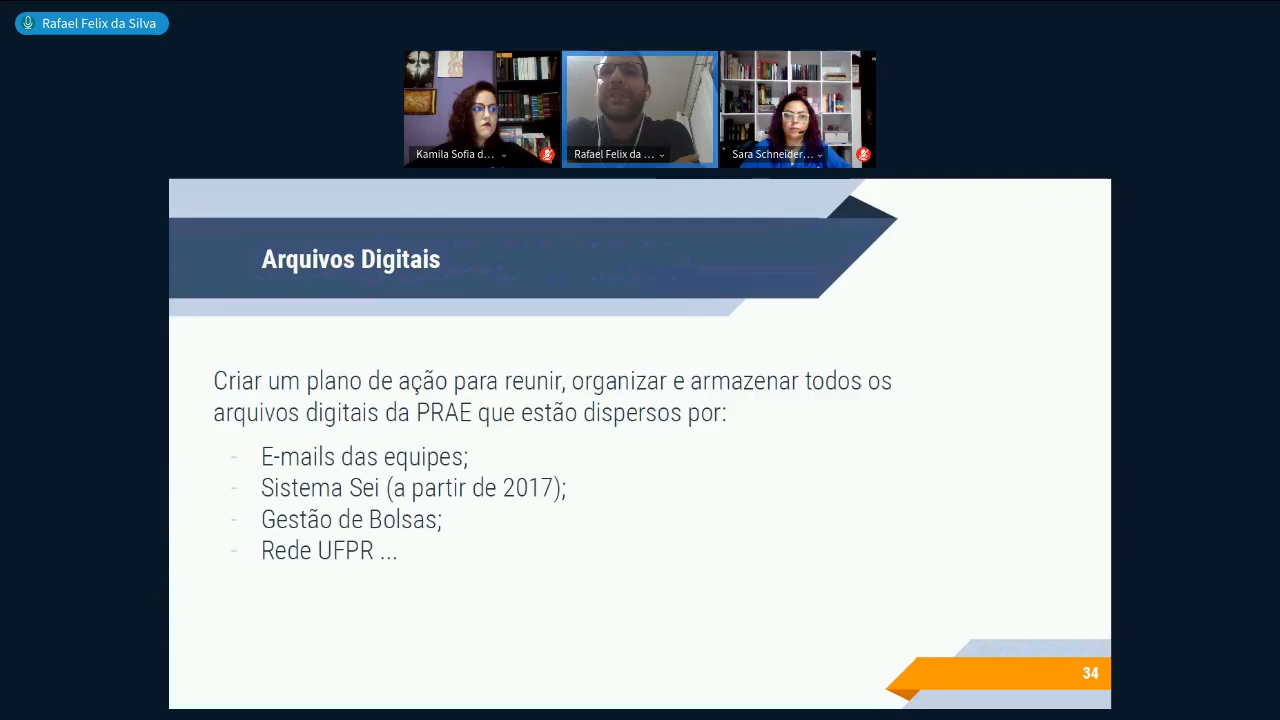 Rafael Felix da Silva
Kamila Sofia d...
Rafael Felix da ...
Sara Schneider...
Arquivos Digitais
Criar um plano de ação para reunir, organizar e armazenar todos os
arquivos digitais da PRAE que estão dispersos por:
- E-mails das equipes;
- Sistema Sei (a partir de 2017);
- Gestão de Bolsas;
- Rede UFPR ...
34